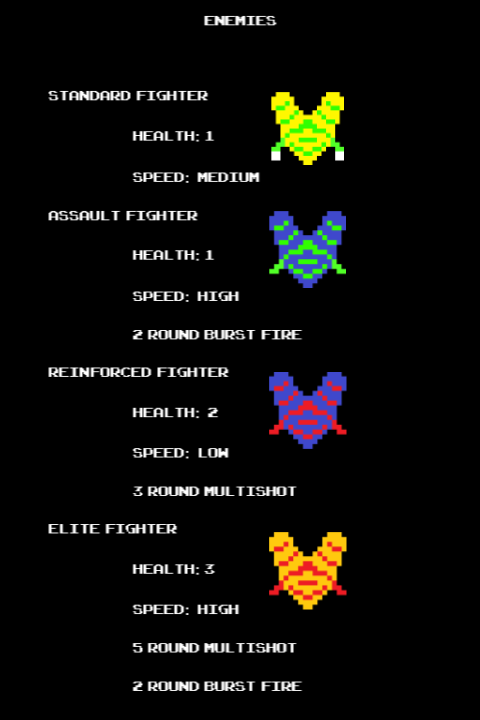 ENEMIES
STANDARD FIGHTER
HEALTH: 1
SPEED: MEDIUM
ASSAULT FIGHTER
HEALTH: 1
SPEED: HIGH
2 ROUND BURST FIRE
REINFORCED FIGHTER
HEALTH: 2
SPEED: LOW
3 ROUND MULTISHOT
ELITE FIGHTER
HEALTH: 3
SPEED: HIGH
5 ROUND MULTISHOT
2 ROUND BURST FIRE